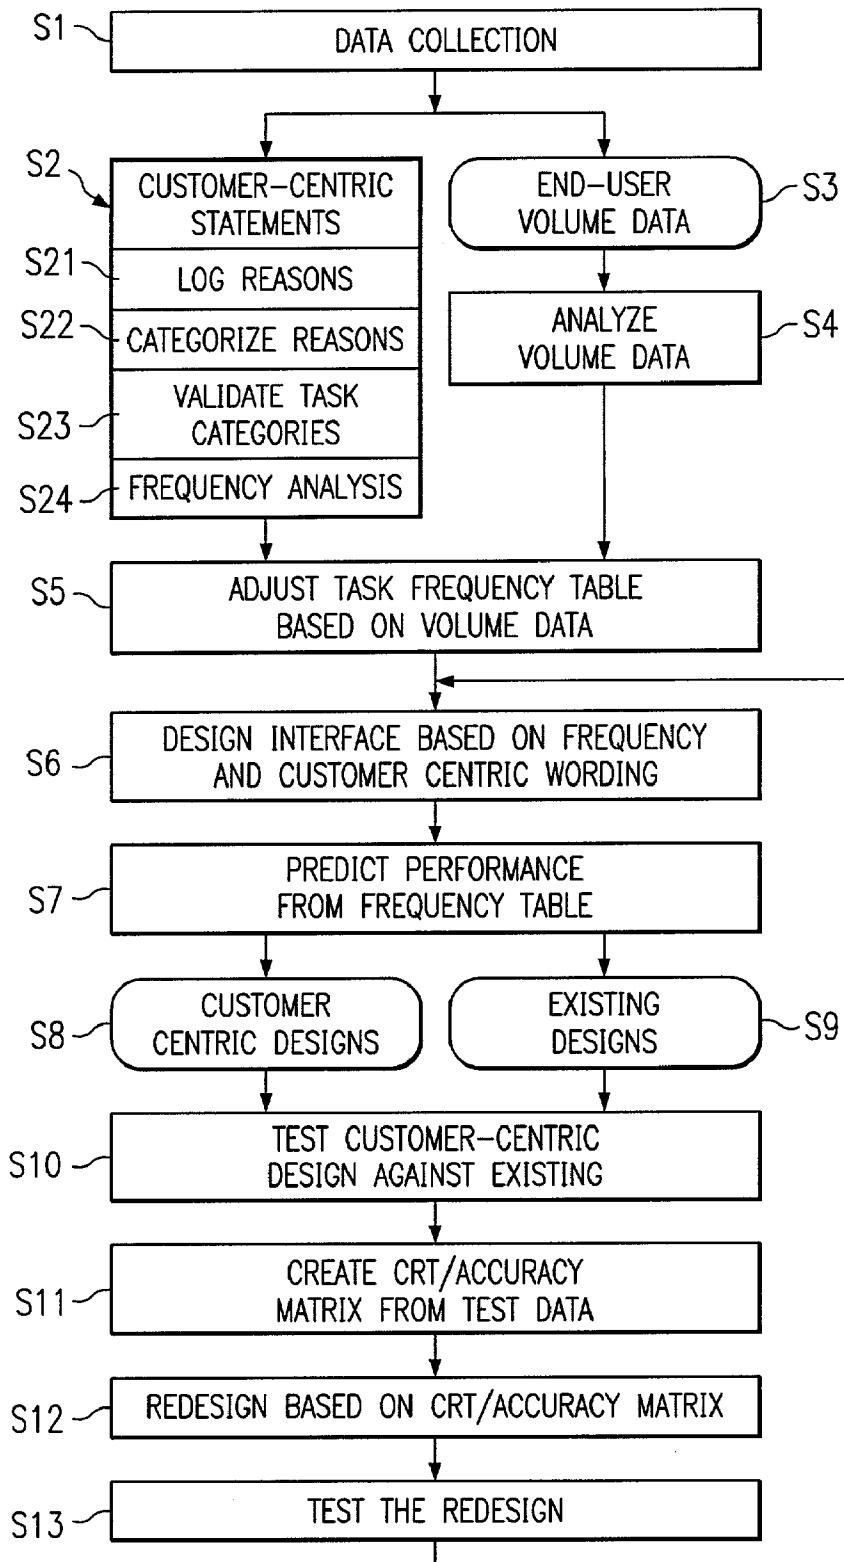 S1
DATA COLLECTION
S2
CUSTOMER-CENTRIC
STATEMENTS
S21
LOG REASONS
S22
CATEGORIZE REASONS
S23
VALIDATE TASK
CATEGORIES
S24
FREQUENCY ANALYSIS
END-USER
VOLUME DATA
S3
ANALYZE
VOLUME DATA
S4
S5
ADJUST TASK FREQUENCY TABLE
BASED ON VOLUME DATA
S6
DESIGN INTERFACE BASED ON FREQUENCY
AND CUSTOMER CENTRIC WORDING
S7
PREDICT PERFORMANCE
FROM FREQUENCY TABLE
S8
CUSTOMER
CENTRIC DESIGNS
EXISTING
DESIGNS
S9
S10
TEST CUSTOMER-CENTRIC
DESIGN AGAINST EXISTING
S11
CREATE CRT/ACCURACY
MATRIX FROM TEST DATA
S12
REDESIGN BASED ON CRT/ACCURACY MATRIX
S13
TEST THE REDESIGN